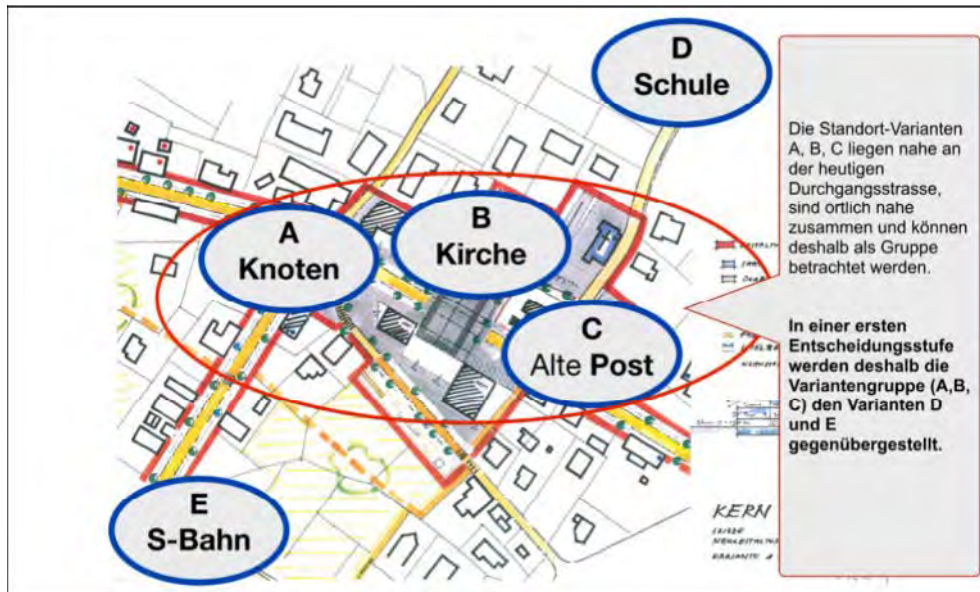 D
Schule
A
Knoten
B
Kirche
C
Alte Post
E
S-Bahn
Die Standort-Varianten
A, B, C liegen nahe an
der heutigen
Durchgangsstrasse,
sind örtlich nahe
zusammen und können
deshalb als Gruppe
betrachtet werden.
In einer ersten
Entscheidungsstufe
werden deshalb die
Variantengruppe (A,B,
C) den Varianten D
und E
gegenübergestellt.
KERN
VARIANTE A